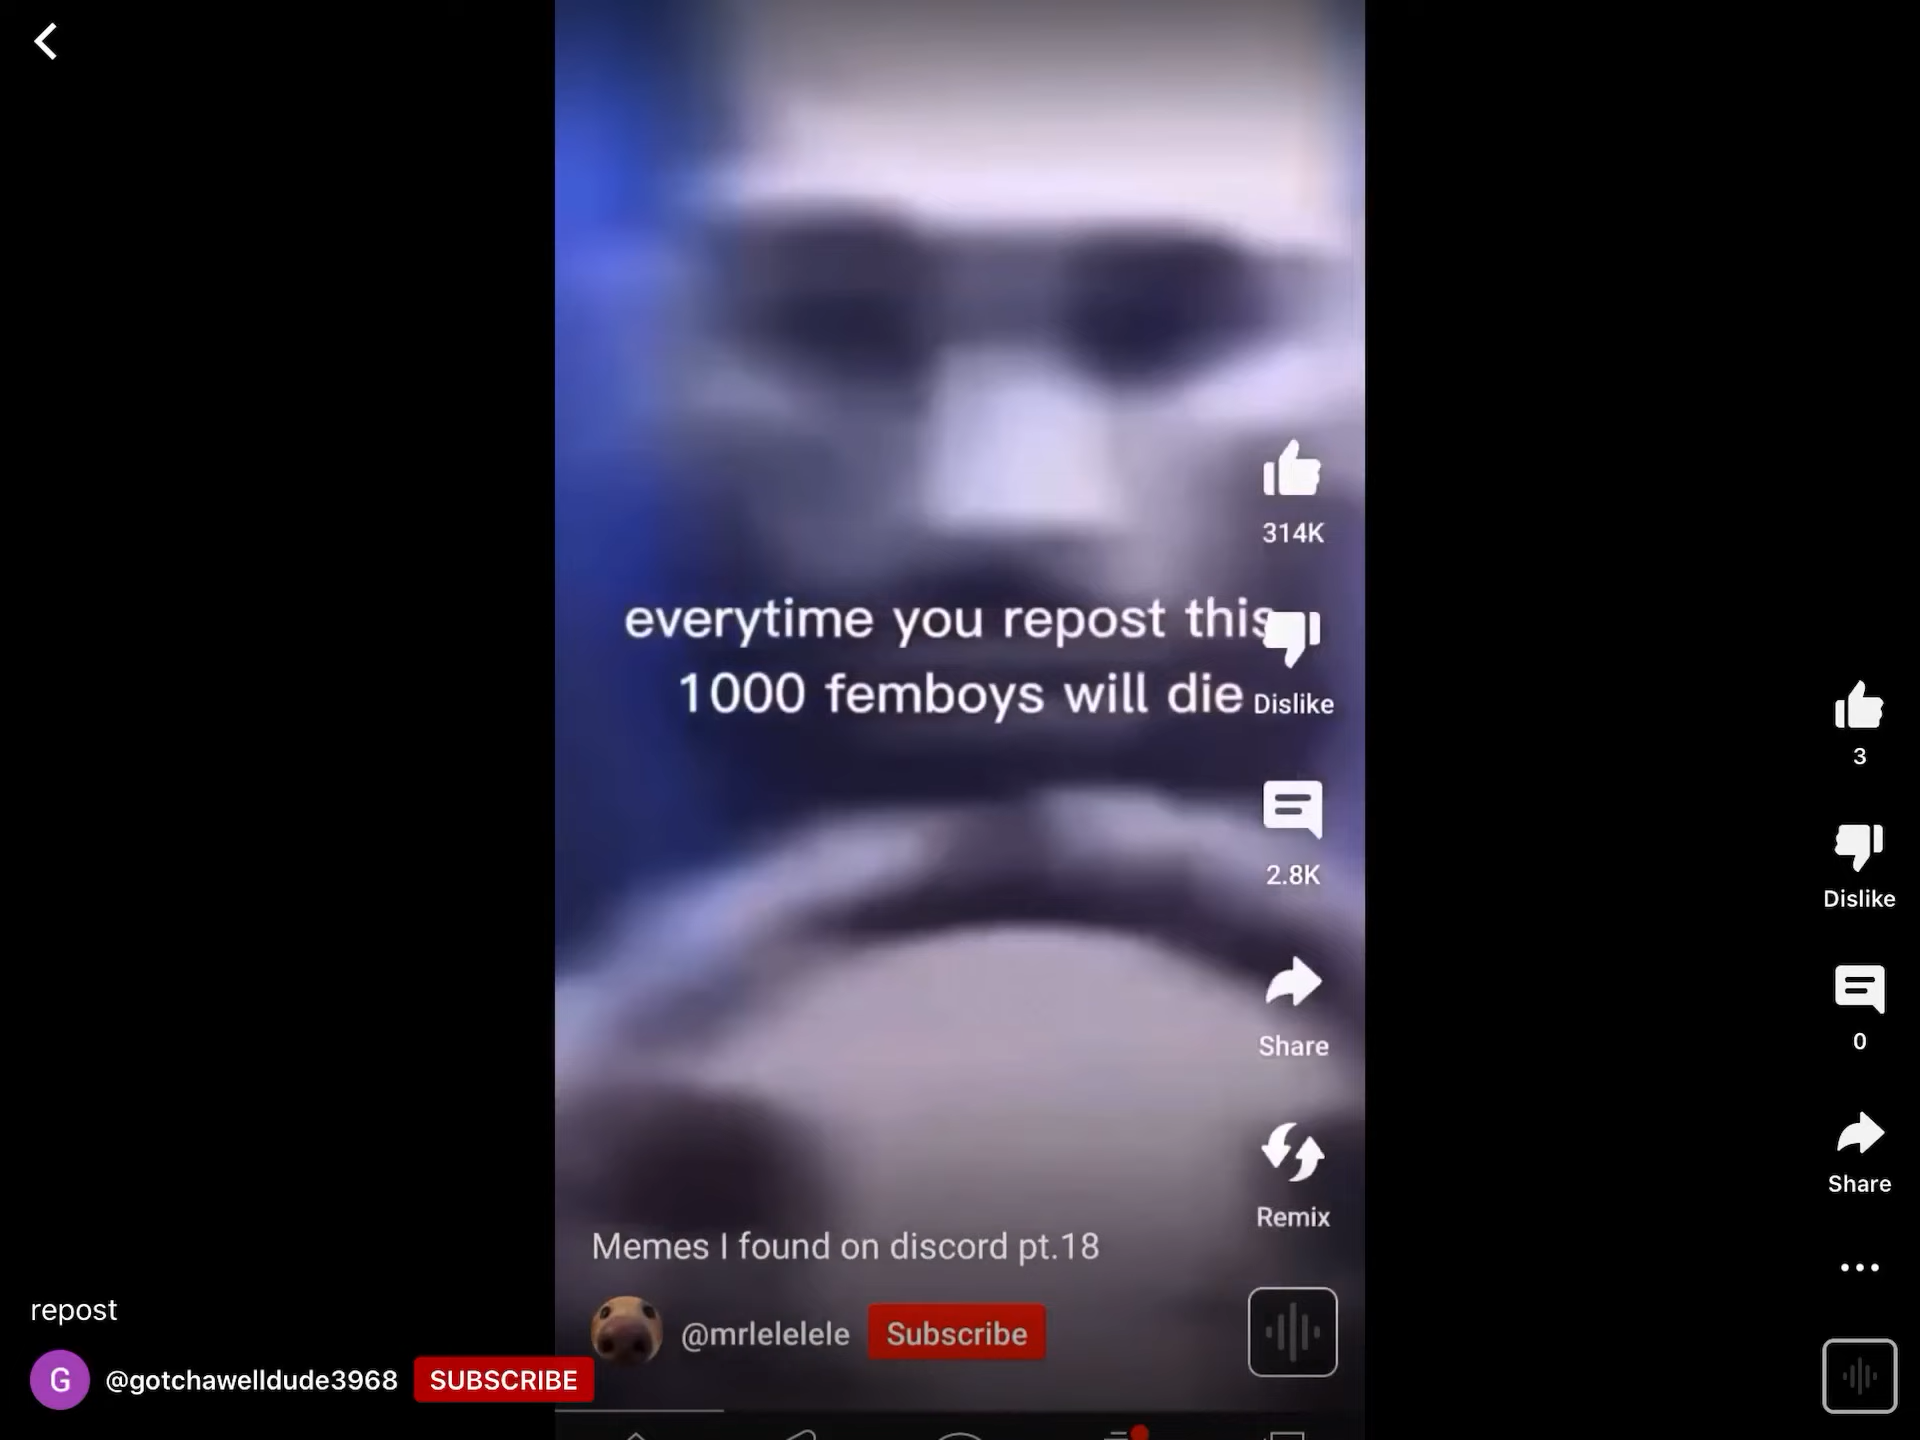 everytime you repost this
1000 femboys will die
314K
Dislike
2.8K
Share
Remix
Memes I found on discord pt.18
@mrlelelele
Subscribe
3
Dislike
0
Share
repost
G
@gotchawelldude3968
SUBSCRIBE